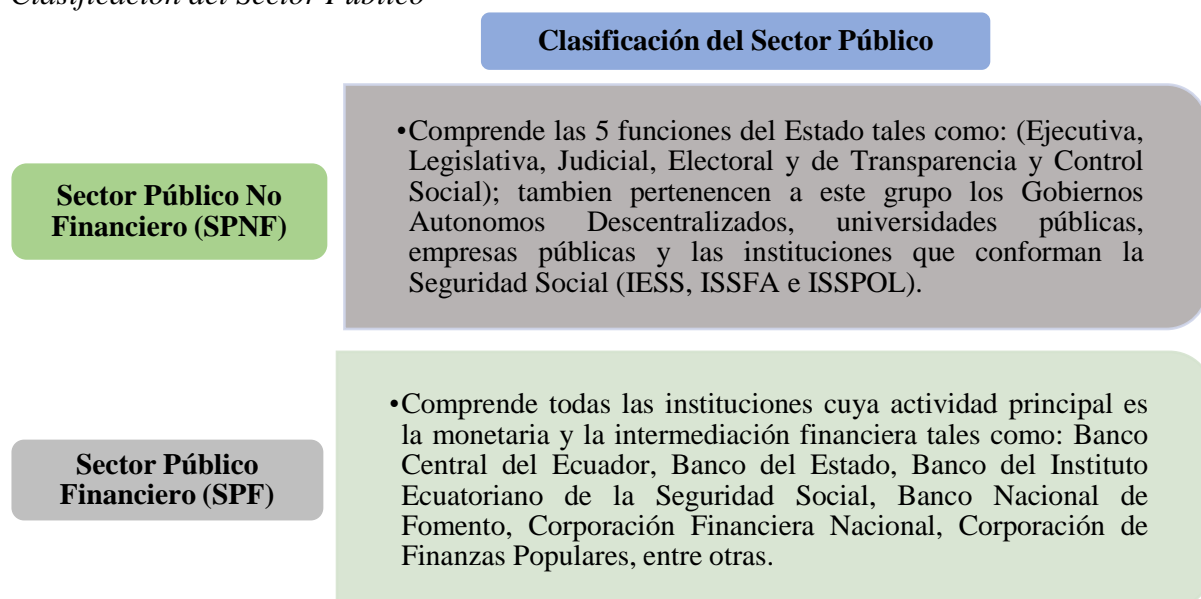 Clasificación del Sector Público
Clasificación del Sector Público
Sector Público No
Financiero (SPNF)
•Comprende las 5 funciones del Estado tales como: (Ejecutiva,
Legislativa, Judicial, Electoral y de Transparencia y Control
Social); tambien pertenencen a este grupo los Gobiernos
Autonomos Descentralizados, universidades públicas,
empresas públicas y las instituciones que conforman la
Seguridad Social (IESS, ISSFA e ISSPOL).
Sector Público
Financiero (SPF)
•Comprende todas las instituciones cuya actividad principal es
la monetaria y la intermediación financiera tales como: Banco
Central del Ecuador, Banco del Estado, Banco del Instituto
Ecuatoriano de la Seguridad Social, Banco Nacional de
Fomento, Corporación Financiera Nacional, Corporación de
Finanzas Populares, entre otras.